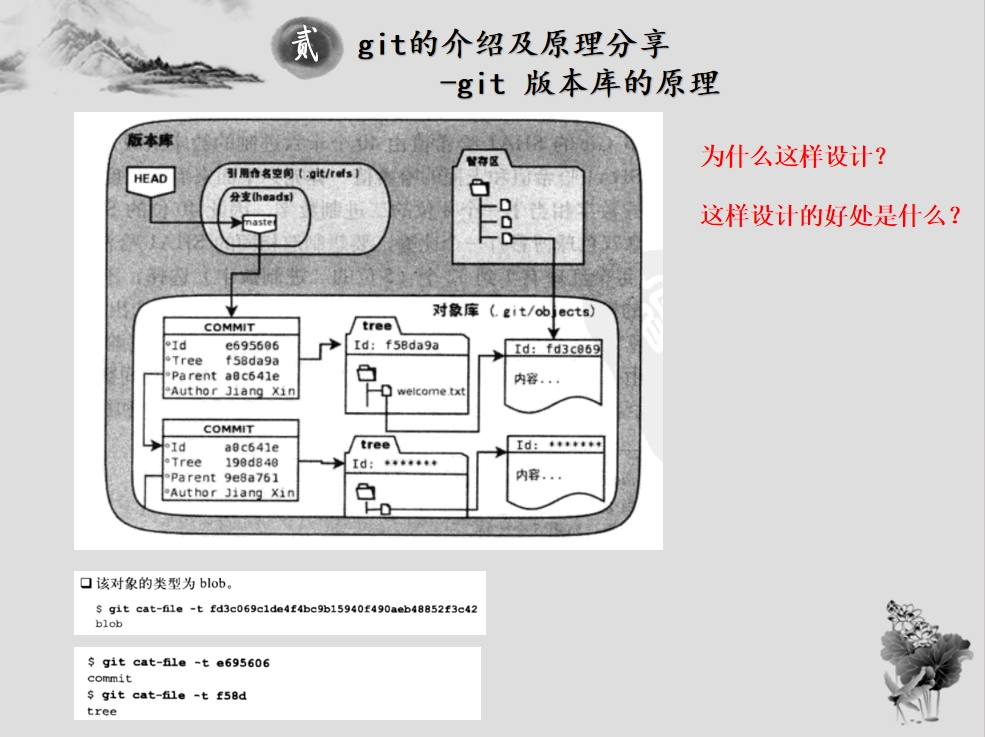 贰
git的介绍及原理分享
-git 版本库的原理
为什么这样设计？
这样设计的好处是什么？
版本库
HEAD
引用命名空间 (.git/refs)
分支(heads)
master
暂存区
对象库 (.git/objects)
COMMIT
Id e695606
Tree f58da9a
Parent a0c641e
Author Jiang Xin
tree
Id: f58da9a
welcome.txt
Id: fd3c069
内容...
COMMIT
Id a0c641e
Tree 190d840
Parent 9e8a761
Author Jiang Xin
tree
Id: *******
Id: *******
内容...
❑ 该对象的类型为 blob。
$ git cat-file -t fd3c069c1de4f4bc9b15940f490aeb48852f3c42
blob
$ git cat-file -t e695606
commit
$ git cat-file -t f58d
tree